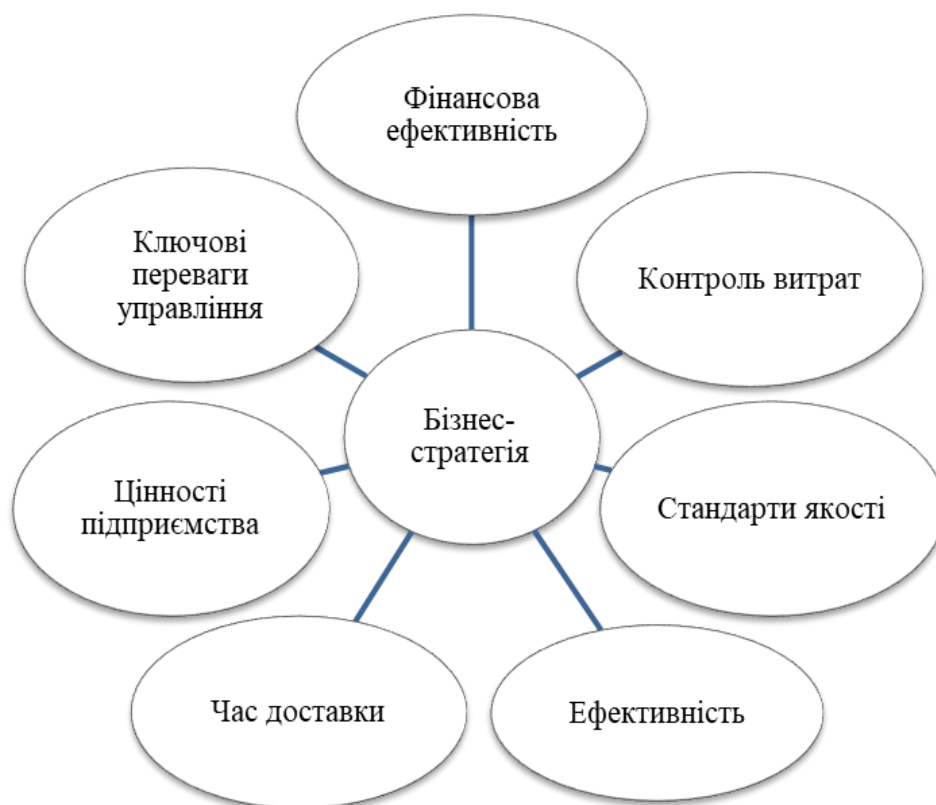 Фінансова
ефективність
Ключові
переваги
управління
Контроль витрат
Бізнес-
стратегія
Цінності
підприємства
Стандарти якості
Час доставки
Ефективність